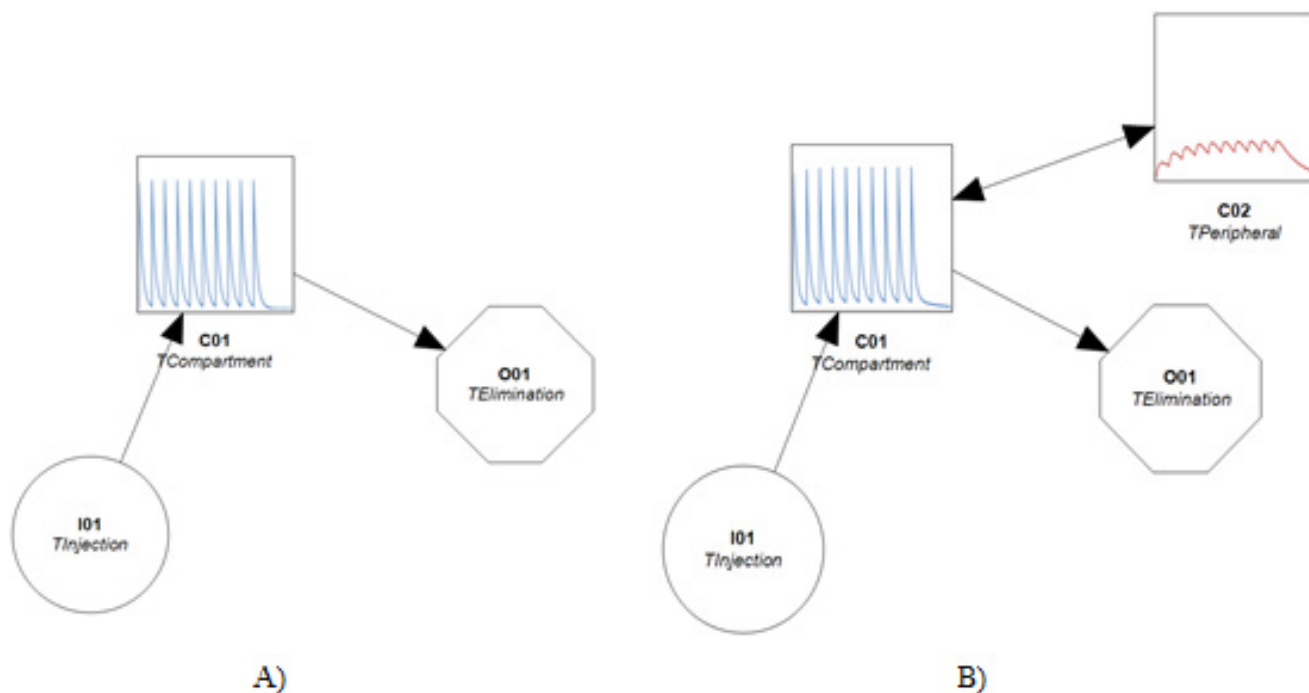 C01
TCompartment
O01
TElimination
I01
TInjection
A)
C02
TPeripheral
C01
TCompartment
O01
TElimination
I01
TInjection
B)